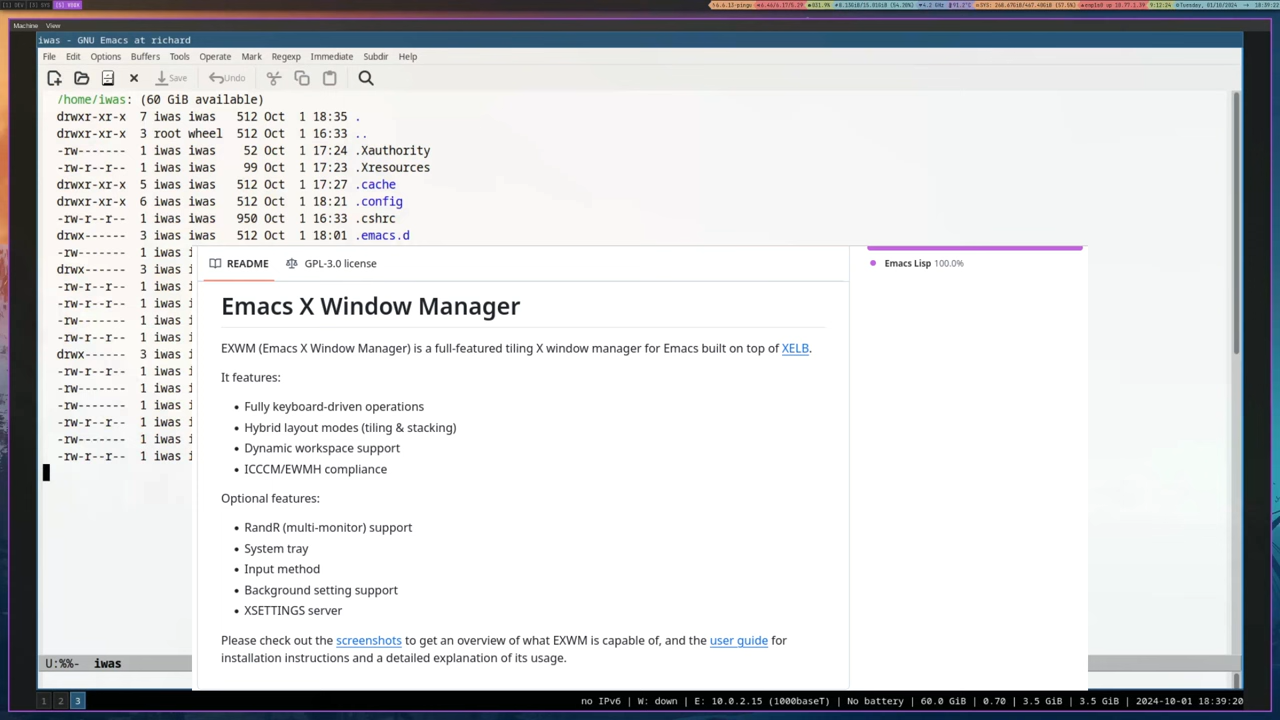 Machine View
iwas - GNU Emacs at richard
File Edit Options Buffers Tools Operate Mark Regexp Immediate Subdir Help
Save Undo
/home/iwas: (60 GiB available)
drwxr-xr-x 7 iwas iwas 512 Oct 1 18:35 .
drwxr-xr-x 3 root wheel 512 Oct 1 16:33 ..
-rw------- 1 iwas iwas 52 Oct 1 17:24 .Xauthority
-rw-r--r-- 1 iwas iwas 99 Oct 1 17:23 .Xresources
drwxr-xr-x 5 iwas iwas 512 Oct 1 17:27 .cache
drwxr-xr-x 6 iwas iwas 512 Oct 1 18:21 .config
-rw-r--r-- 1 iwas iwas 950 Oct 1 16:33 .cshrc
drwx------ 3 iwas iwas 512 Oct 1 18:01 .emacs.d
-rw------- 1 iwas
drwx------ 3 iwas
-rw-r--r-- 1 iwas
-rw-r--r-- 1 iwas
-rw------- 1 iwas
-rw-r--r-- 1 iwas
drwx------ 3 iwas
-rw-r--r-- 1 iwas
-rw------- 1 iwas
-rw------- 1 iwas
-rw-r--r-- 1 iwas
-rw------- 1 iwas
-rw-r--r-- 1 iwas
README GPL-3.0 license
Emacs Lisp 100.0%
Emacs X Window Manager
EXWM (Emacs X Window Manager) is a full-featured tiling X window manager for Emacs built on top of XELB.
It features:
• Fully keyboard-driven operations
• Hybrid layout modes (tiling & stacking)
• Dynamic workspace support
• ICCCM/EWMH compliance
Optional features:
• RandR (multi-monitor) support
• System tray
• Input method
• Background setting support
• XSETTINGS server
Please check out the screenshots to get an overview of what EXWM is capable of, and the user guide for
installation instructions and a detailed explanation of its usage.
U:%%- iwas
1 2 3
no IPv6 | W: down | E: 10.0.2.15 (1000baseT) | No battery | 60.0 GiB | 0.70 | 3.5 GiB | 3.5 GiB | 2024-10-01 18:39:20